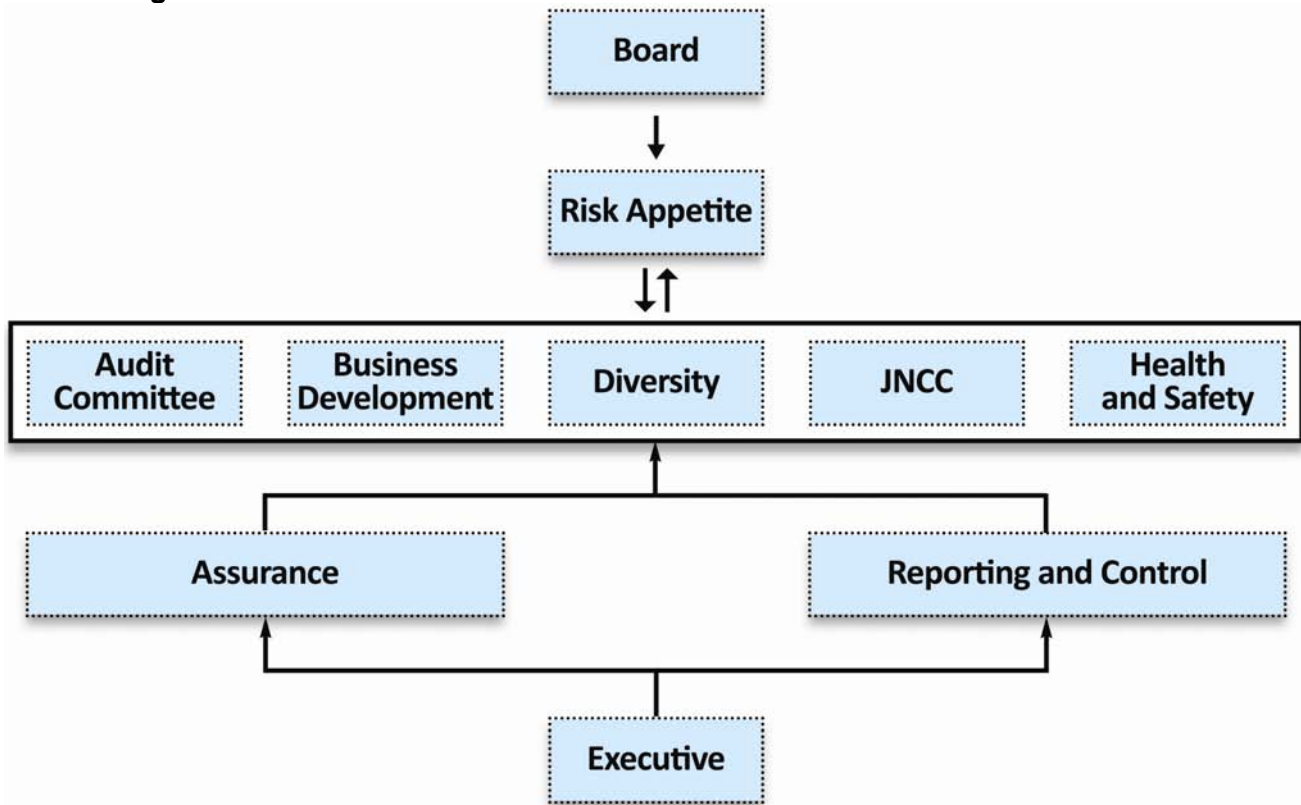 Board
Risk Appetite
Audit
Committee
Business
Development
Diversity
JNCC
Health
and Safety
Assurance
Reporting and Control
Executive